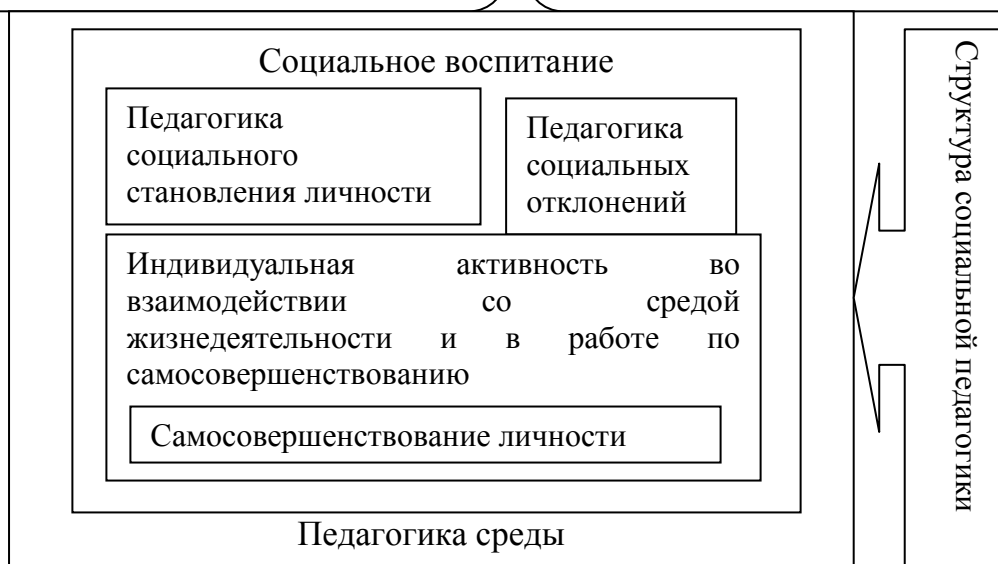 Социальное воспитание
Педагогика
социального
становления личности
Педагогика
социальных
отклонений
Индивидуальная активность во
взаимодействии со средой
жизнедеятельности и в работе по
самосовершенствованию
Самосовершенствование личности
Педагогика среды
Структура социальной педагогики